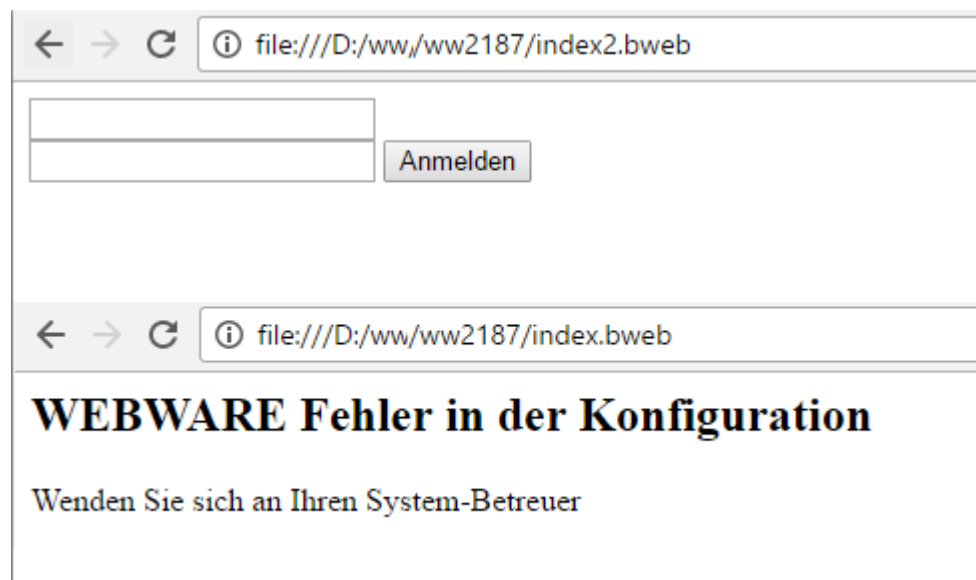 file:///D:/ww,/ww2187/index2.bweb
Anmelden
file:///D:/ww/ww2187/index.bweb
WEBWARE Fehler in der Konfiguration
Wenden Sie sich an Ihren System-Betreuer